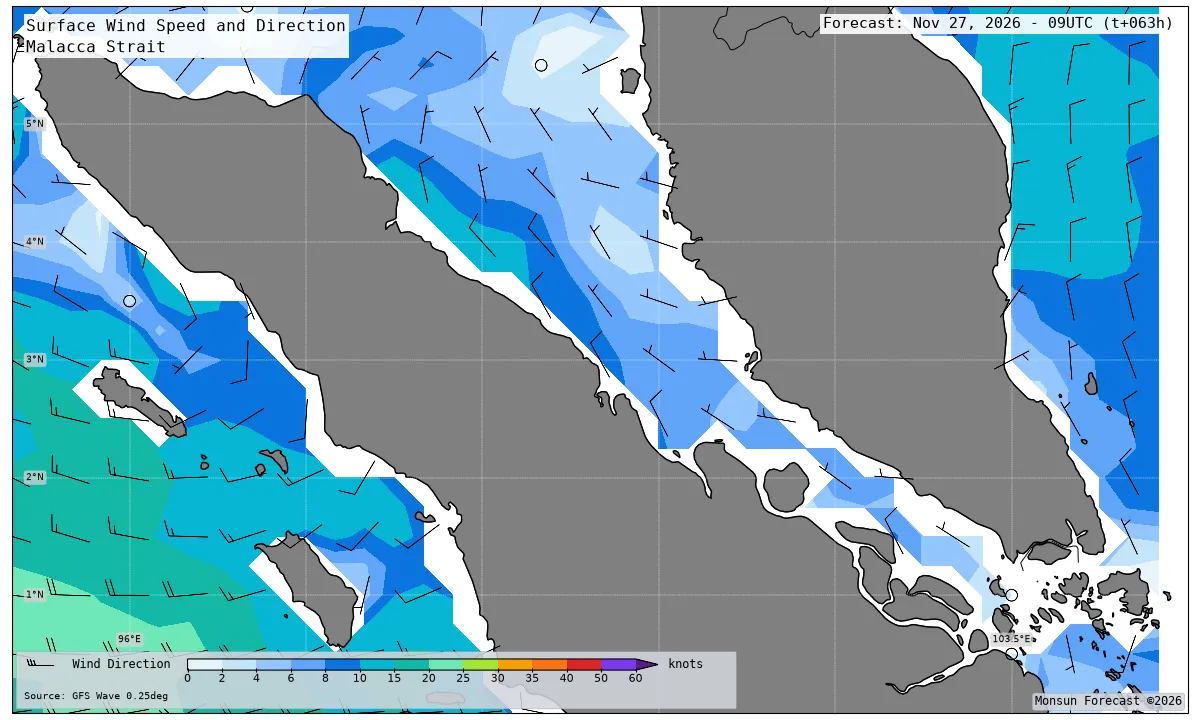 Surface Wind Speed and Direction
Malacca Strait
Forecast: Nov 27, 2026 - 09UTC (t+063h)
5°N
4°N
3°N
2°N
1°N
96°E
103.5°E
Wind Direction
0 2 4 6 8 10 15 20 25 30 35 40 50 60
knots
Source: GFS Wave 0.25deg
Monsun Forecast ©2026